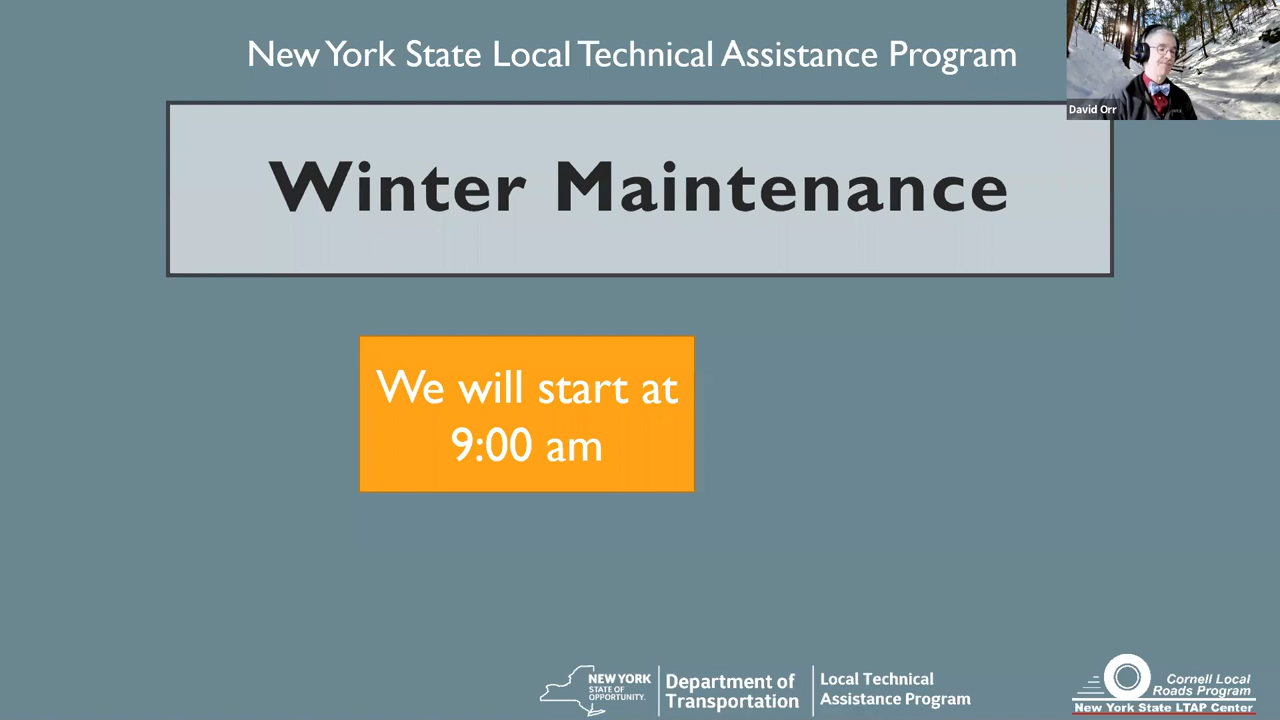 New York State Local Technical Assistance Program
David Orr
Winter Maintenance
We will start at
9:00 am
NEW YORK
STATE OF
OPPORTUNITY.
Department of
Transportation
Local Technical
Assistance Program
Cornell Local
Roads Program
New York State LTAP Center